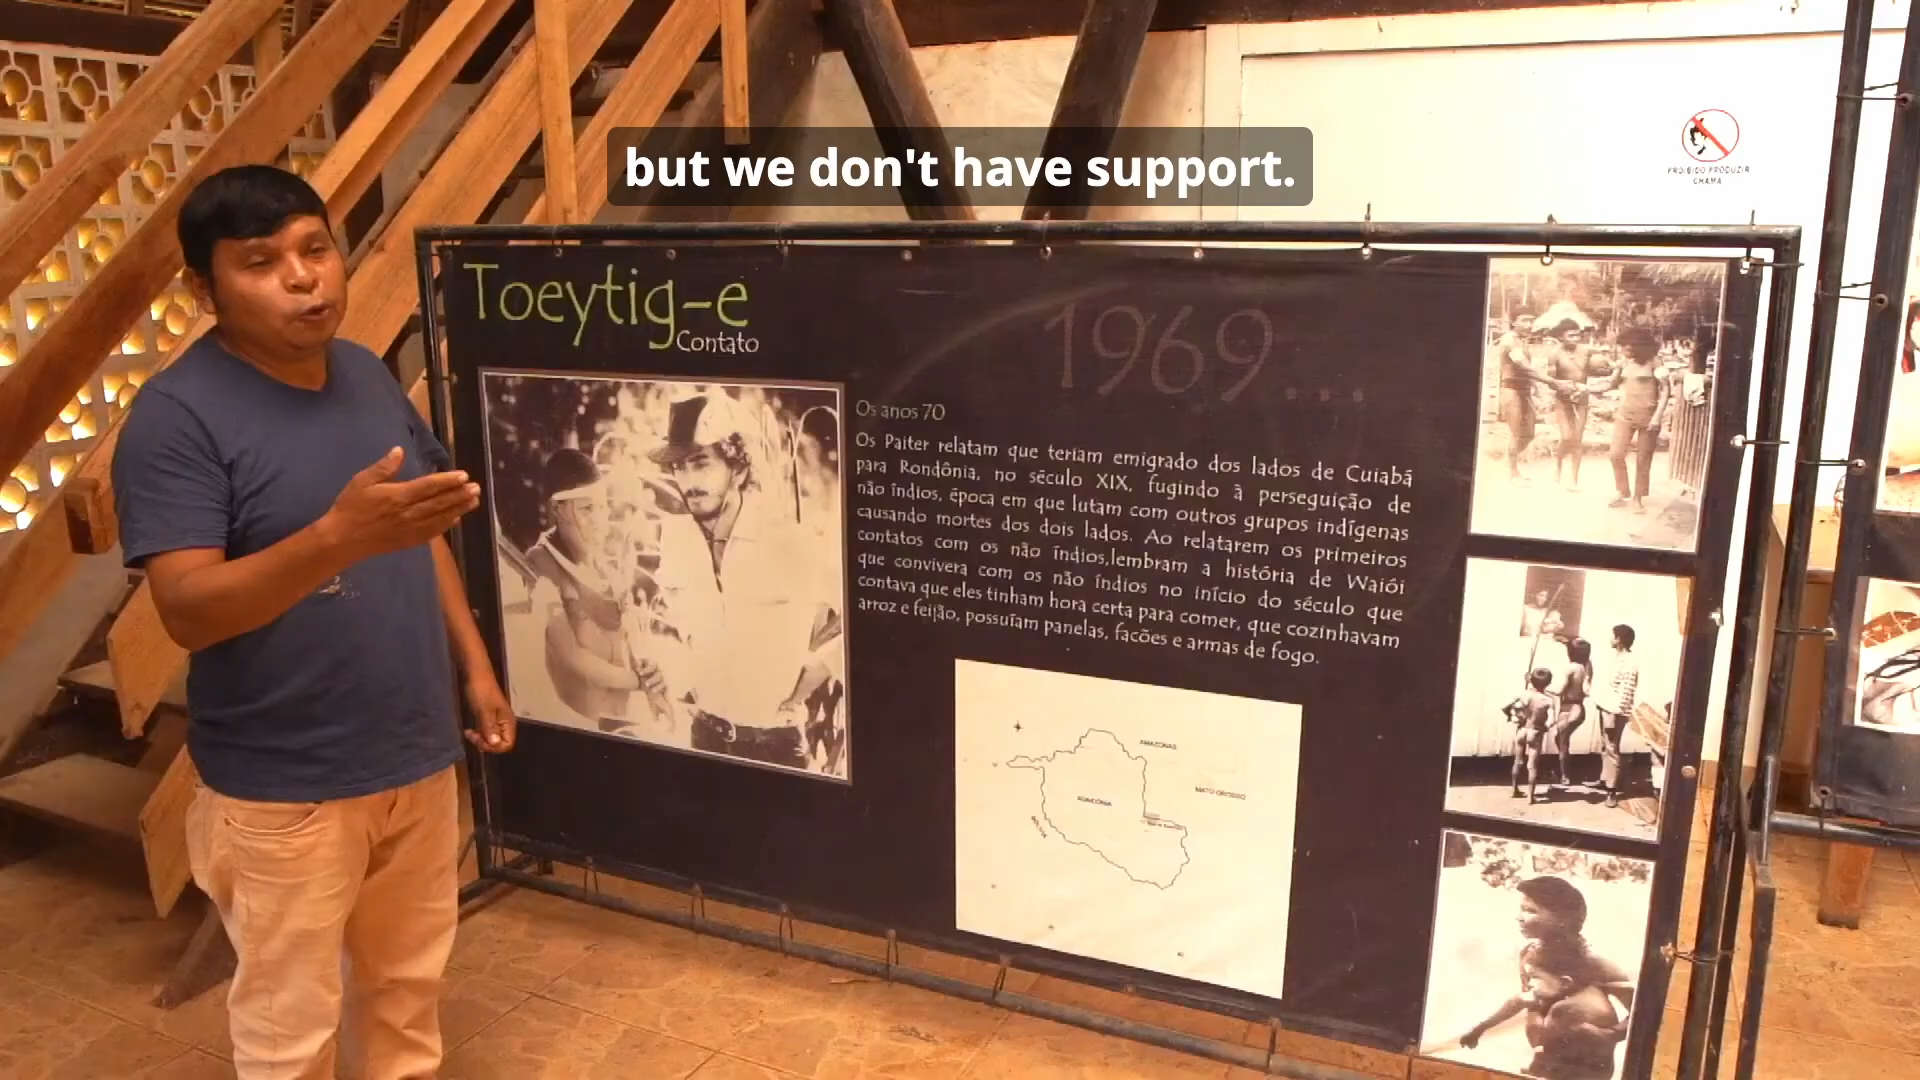 but we don't have support.
PROIBIDO PRODUZIR
CHAMA
Toeytig-e
Contato
1969...
Os anos 70
Os Paiter relatam que teriam emigrado dos lados de Cuiabá
para Rondônia, no século XIX, fugindo à perseguição de
não índios, época em que lutam com outros grupos indígenas
causando mortes dos dois lados. Ao relatarem os primeiros
contatos com os não índios,lembram a história de Waiói
que convivera com os não índios no início do século que
contava que eles tinham hora certa para comer, que cozinhavam
arroz e feijão, possuíam panelas, facões e armas de fogo.
AMAZONAS
MATO GROSSO
RONDÔNIA
BOLÍVIA